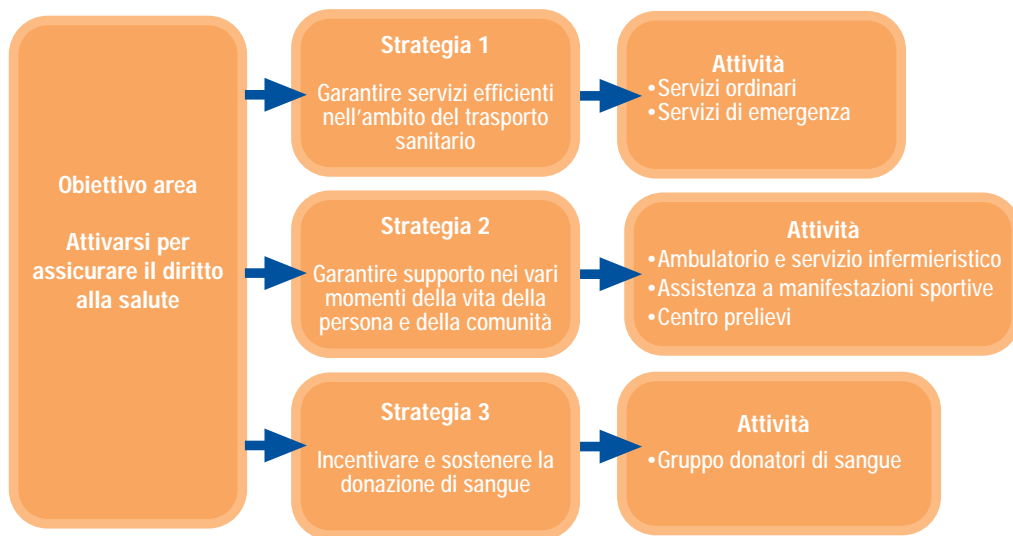 Obiettivo area
Attivarsi per
assicurare il diritto
alla salute
Strategia 1
Garantire servizi efficienti
nell'ambito del trasporto
sanitario
Attività
•Servizi ordinari
•Servizi di emergenza
Strategia 2
Garantire supporto nei vari
momenti della vita della
persona e della comunità
Attività
•Ambulatorio e servizio infermieristico
•Assistenza a manifestazioni sportive
•Centro prelievi
Strategia 3
Incentivare e sostenere la
donazione di sangue
Attività
•Gruppo donatori di sangue